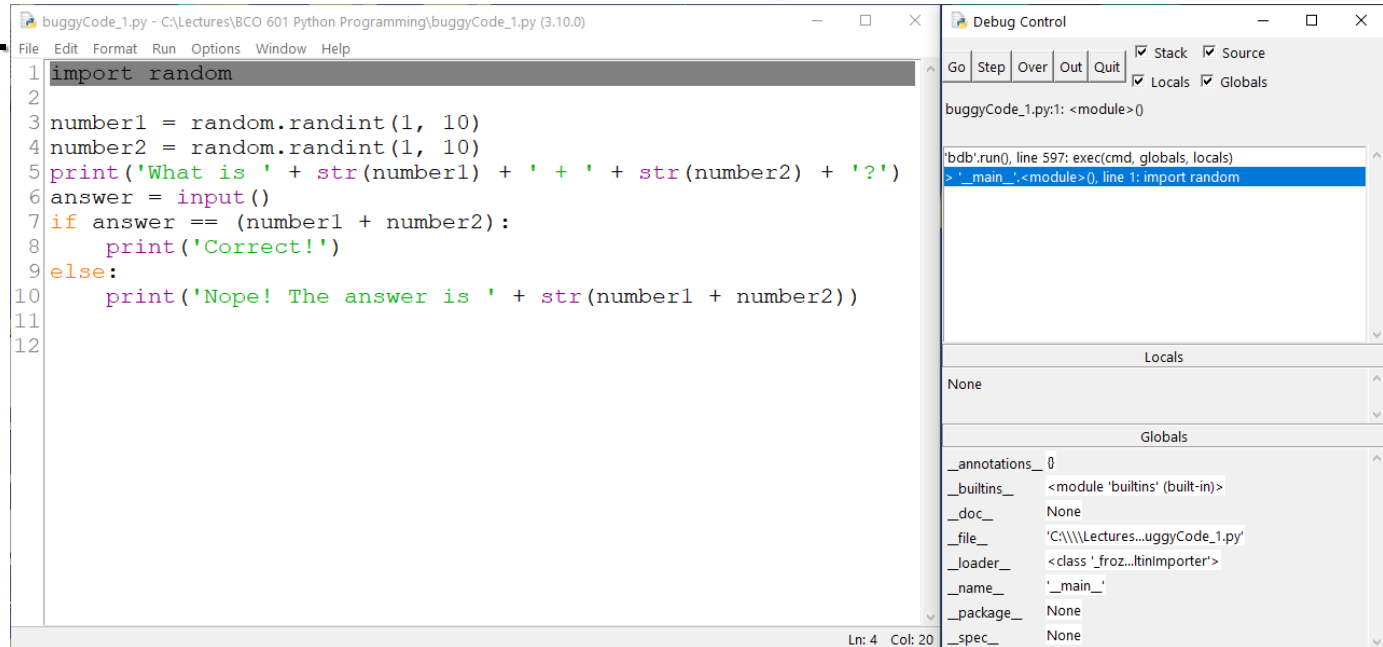 buggyCode_1.py - C:\Lectures\BCO 601 Python Programming\buggyCode_1.py (3.10.0)
File Edit Format Run Options Window Help
1 import random
2
3 number1 = random.randint(1, 10)
4 number2 = random.randint(1, 10)
5 print('What is ' + str(number1) + ' + ' + str(number2) + '?')
6 answer = input()
7 if answer == (number1 + number2):
8     print('Correct!')
9 else:
10     print('Nope! The answer is ' + str(number1 + number2))
11
12
Ln: 4 Col: 20
Debug Control
Go Step Over Out Quit
Stack Source
Locals Globals
buggyCode_1.py:1: <module>()
'bdb'.run(), line 597: exec(cmd, globals, locals)
> '__main__'.<module>(), line 1: import random
Locals
None
Globals
__annotations__ {}
__builtins__ <module 'builtins' (built-in)>
__doc__ None
__file__ 'C:\\\\Lectures...uggyCode_1.py'
__loader__ <class '_froz...ltinImporter'>
__name__ '__main__'
__package__ None
__spec__ None